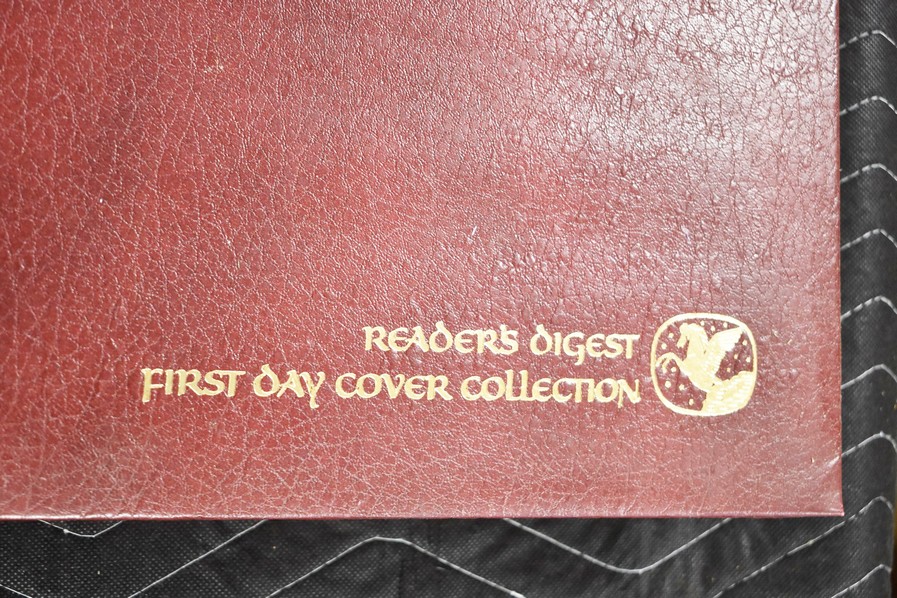 READER'S DIGEST
FIRST DAY COVER COLLECTION